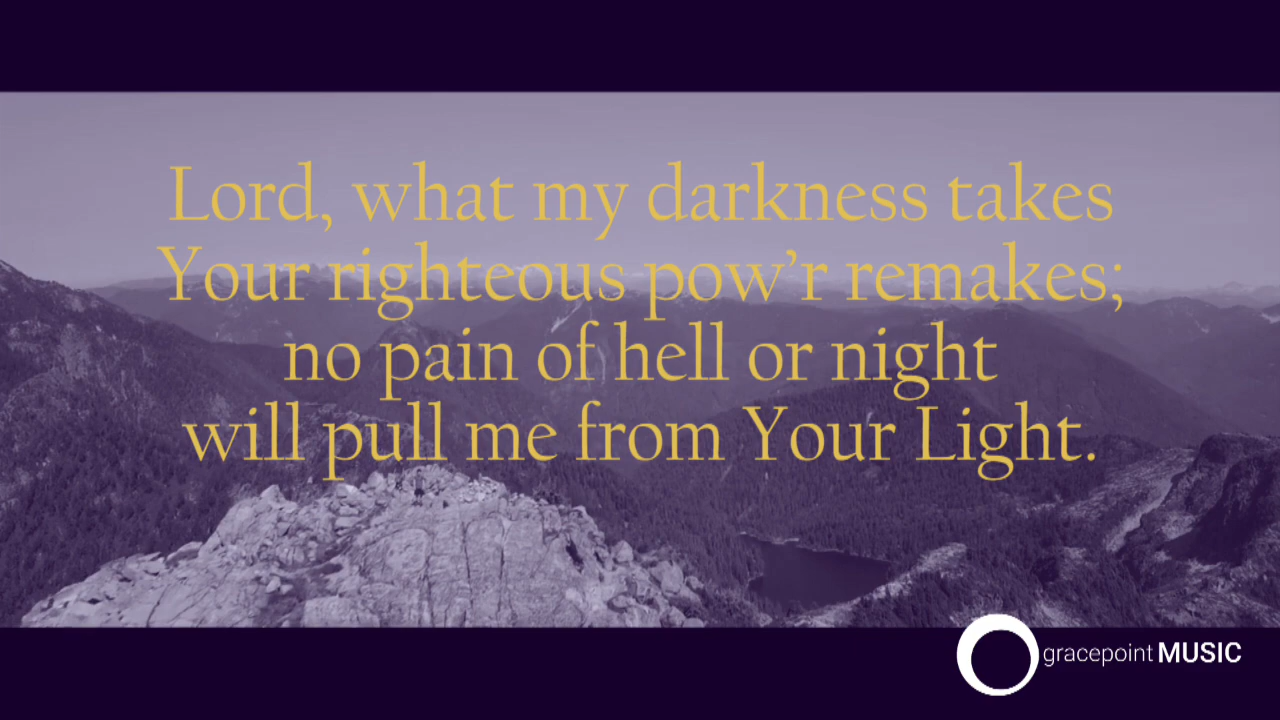 Lord, what my darkness takes
Your righteous pow’r remakes;
no pain of hell or night
will pull me from Your Light.
gracepoint MUSIC